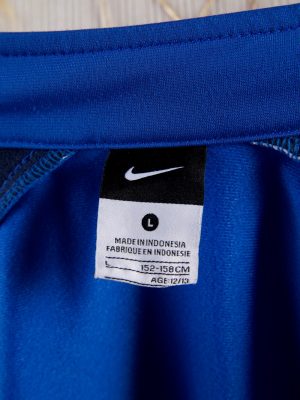 L
MADE IN INDONESIA
FABRIQUE EN INDONESIE
L 152-158CM
AGE 12/13